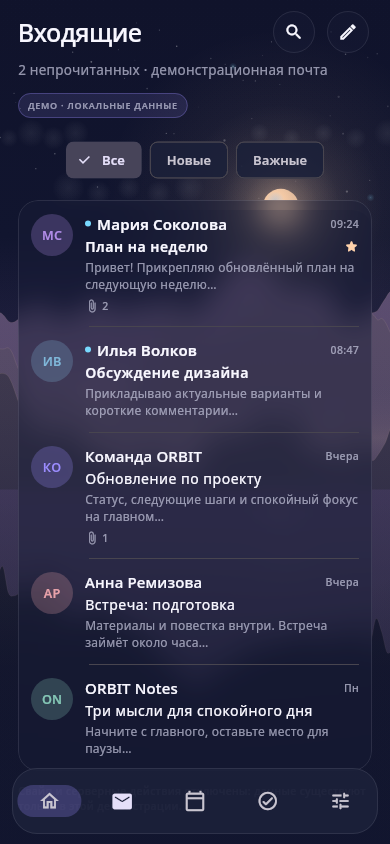 Входящие
2 непрочитанных · демонстрационная почта
ДЕМО · ЛОКАЛЬНЫЕ ДАННЫЕ
Все
Новые
Важные
МС
Мария Соколова
09:24
План на неделю
Привет! Прикрепляю обновлённый план на
следующую неделю…
2
ИВ
Илья Волков
08:47
Обсуждение дизайна
Прикладываю актуальные варианты и
короткие комментарии…
КО
Команда ORBIT
Вчера
Обновление по проекту
Статус, следующие шаги и спокойный фокус
на главном…
1
АР
Анна Ремизова
Вчера
Встреча: подготовка
Материалы и повестка внутри. Встреча
займёт около часа…
ON
ORBIT Notes
Пн
Три мысли для спокойного дня
Начните с главного, оставьте место для
паузы…